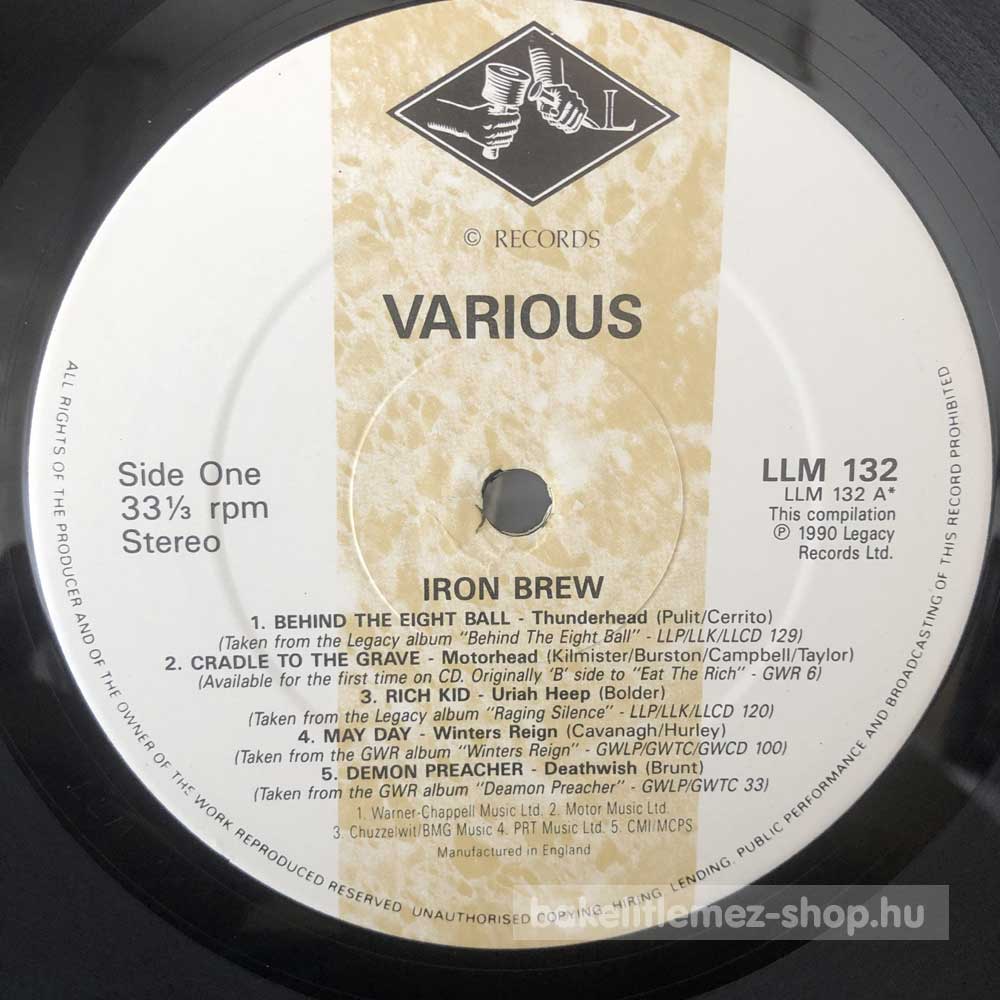 L
© RECORDS
VARIOUS
Side One
33⅓ rpm
Stereo
LLM 132
LLM 132 A*
This compilation
℗ 1990 Legacy
Records Ltd.
IRON BREW
1. BEHIND THE EIGHT BALL - Thunderhead (Pulit/Cerrito)
(Taken from the Legacy album "Behind The Eight Ball" - LLP/LLK/LLCD 129)
2. CRADLE TO THE GRAVE - Motorhead (Kilmister/Burston/Campbell/Taylor)
(Available for the first time on CD. Originally 'B' side to "Eat The Rich" - GWR 6)
3. RICH KID - Uriah Heep (Bolder)
(Taken from the Legacy album "Raging Silence" - LLP/LLK/LLCD 120)
4. MAY DAY - Winters Reign (Cavanagh/Hurley)
(Taken from the GWR album "Winters Reign" - GWLP/GWTC/GWCD 100)
5. DEMON PREACHER - Deathwish (Brunt)
(Taken from the GWR album "Deamon Preacher" - GWLP/GWTC 33)
1. Warner-Chappell Music Ltd. 2. Motor Music Ltd.
3. Chuzzelwit/BMG Music 4. PRT Music Ltd. 5. CMI/MCPS
Manufactured in England
ALL RIGHTS OF THE PRODUCER AND OF THE OWNER OF THE WORK REPRODUCED RESERVED UNAUTHORISED COPYING, HIRING, LENDING, PUBLIC PERFORMANCE AND BROADCASTING OF THIS RECORD PROHIBITED
bakelitlemez-shop.hu